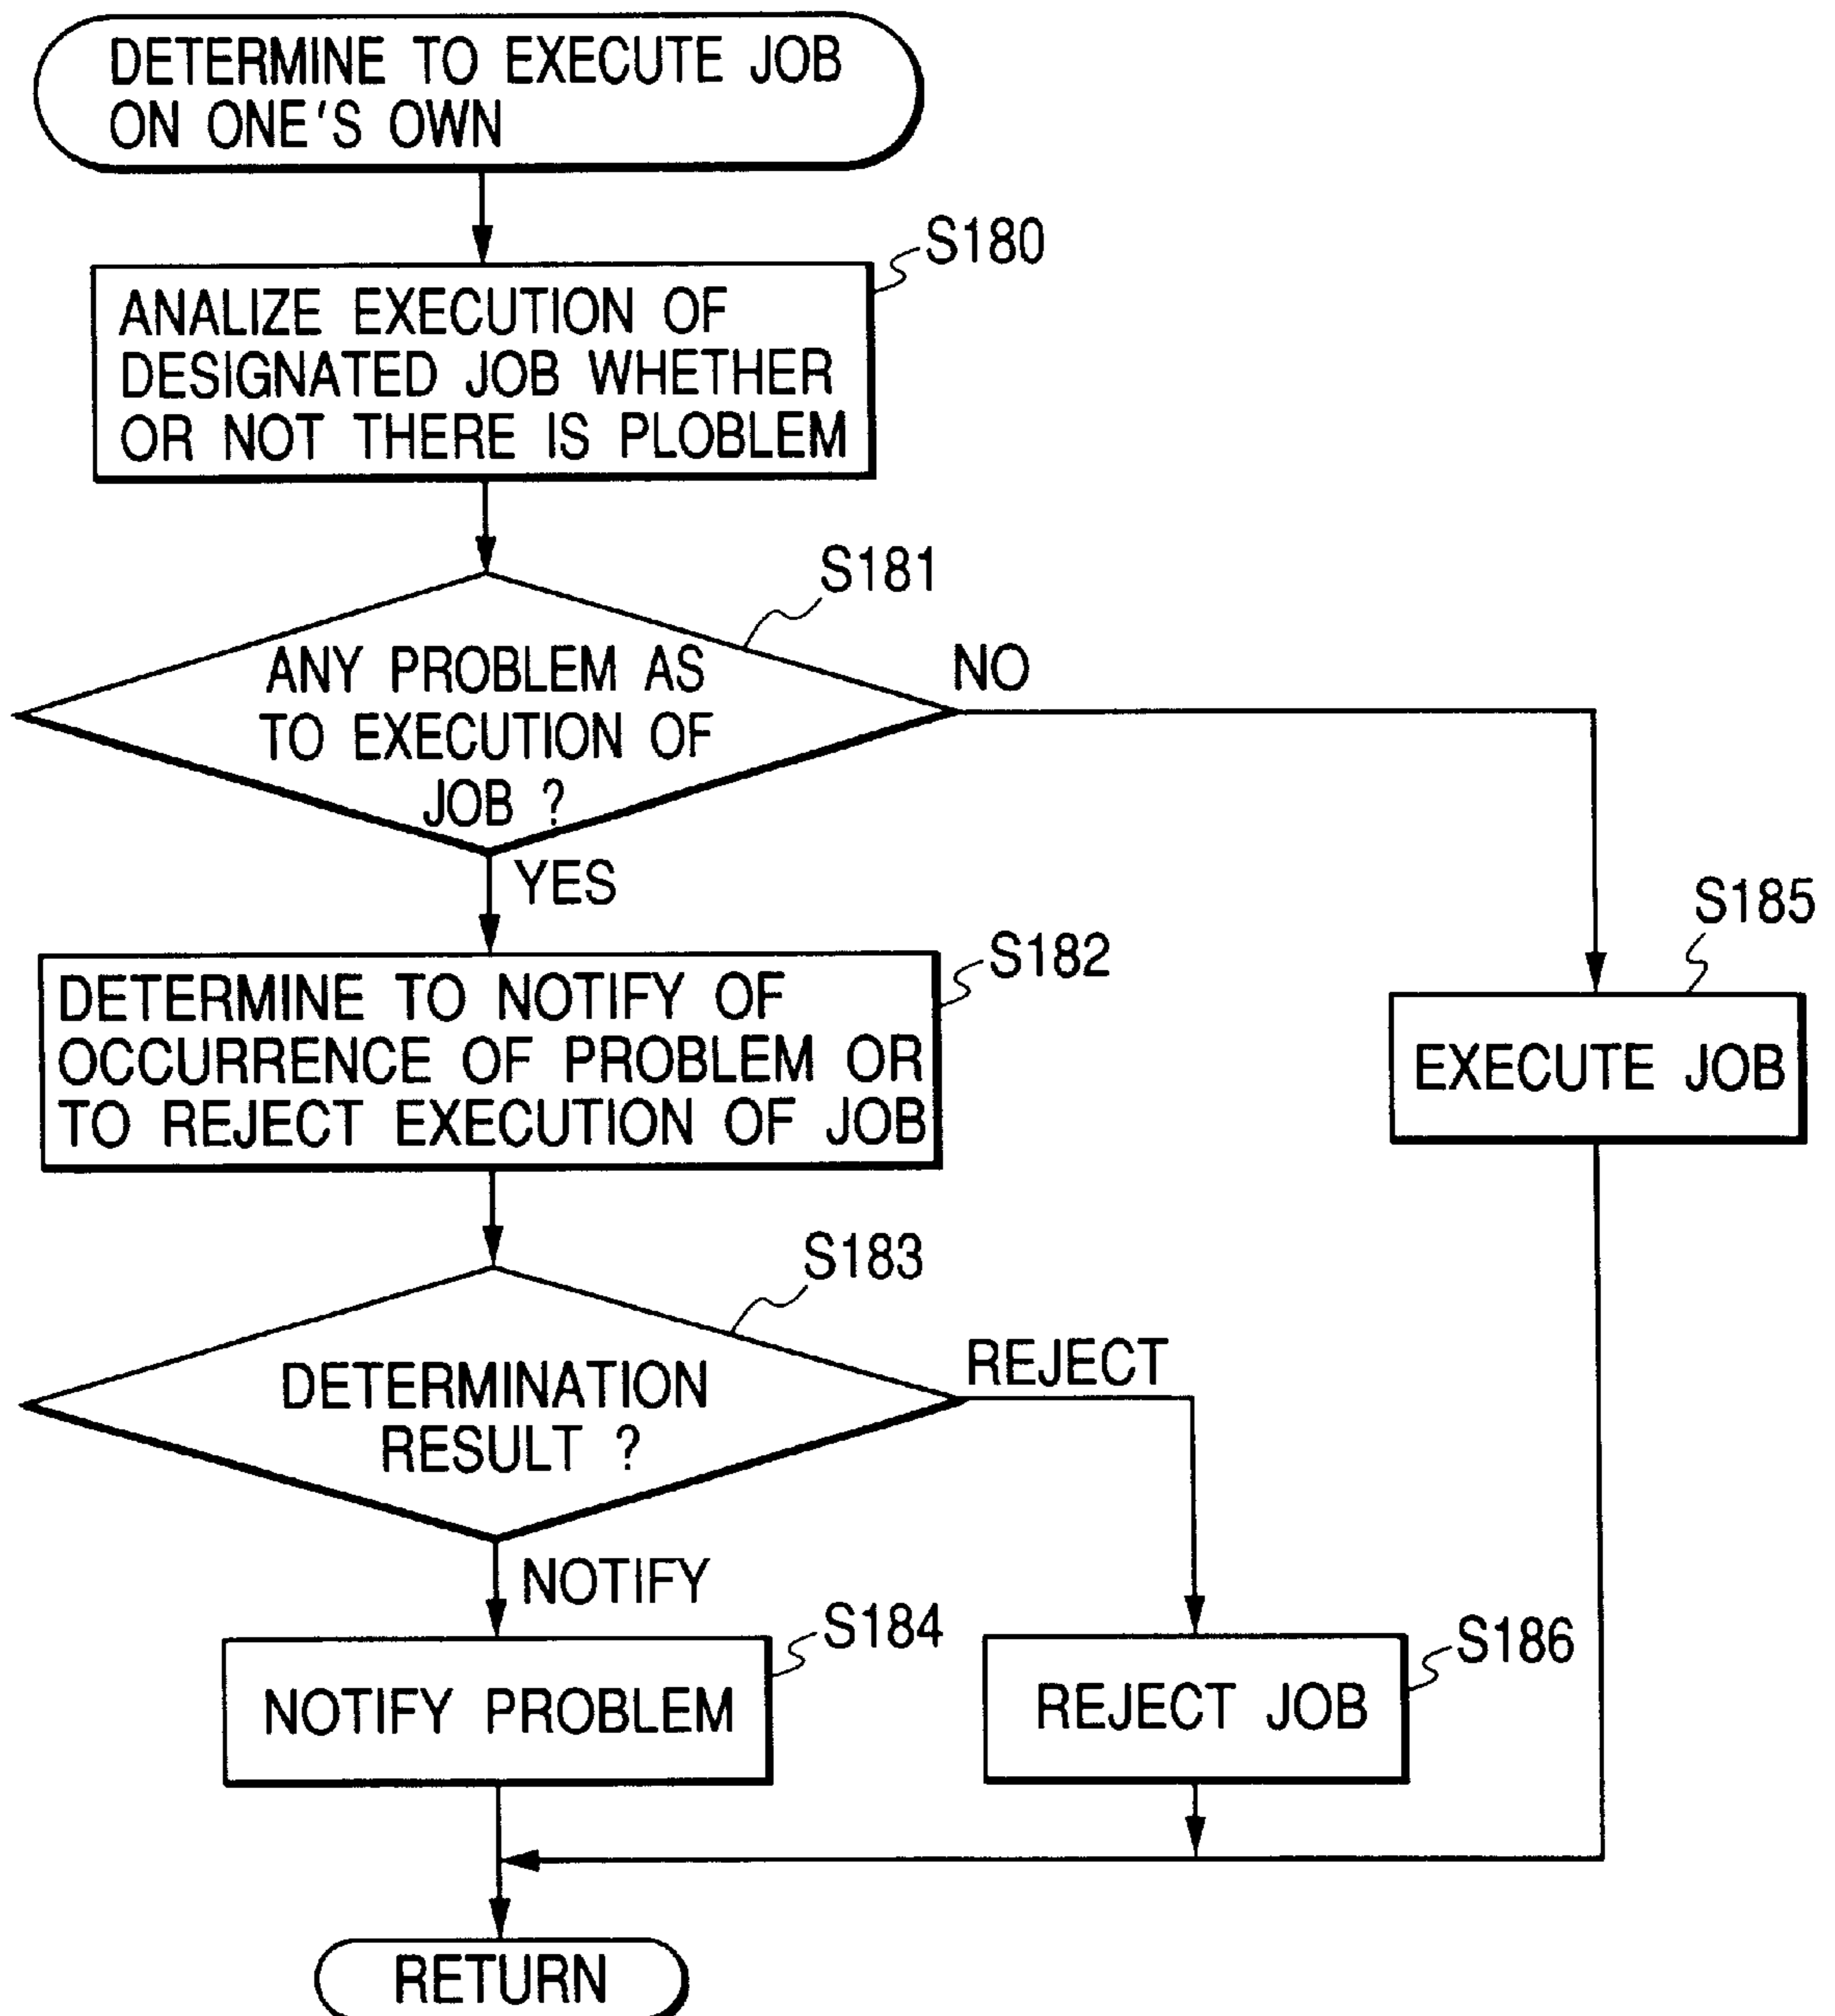 DETERMINE TO EXECUTE JOB
ON ONE'S OWN
S180
ANALIZE EXECUTION OF
DESIGNATED JOB WHETHER
OR NOT THERE IS PLOBLEM
S181
ANY PROBLEM AS
TO EXECUTION OF
JOB ?
NO
YES
S182
DETERMINE TO NOTIFY OF
OCCURRENCE OF PROBLEM OR
TO REJECT EXECUTION OF JOB
S185
EXECUTE JOB
S183
DETERMINATION
RESULT ?
REJECT
NOTIFY
S184
NOTIFY PROBLEM
S186
REJECT JOB
RETURN